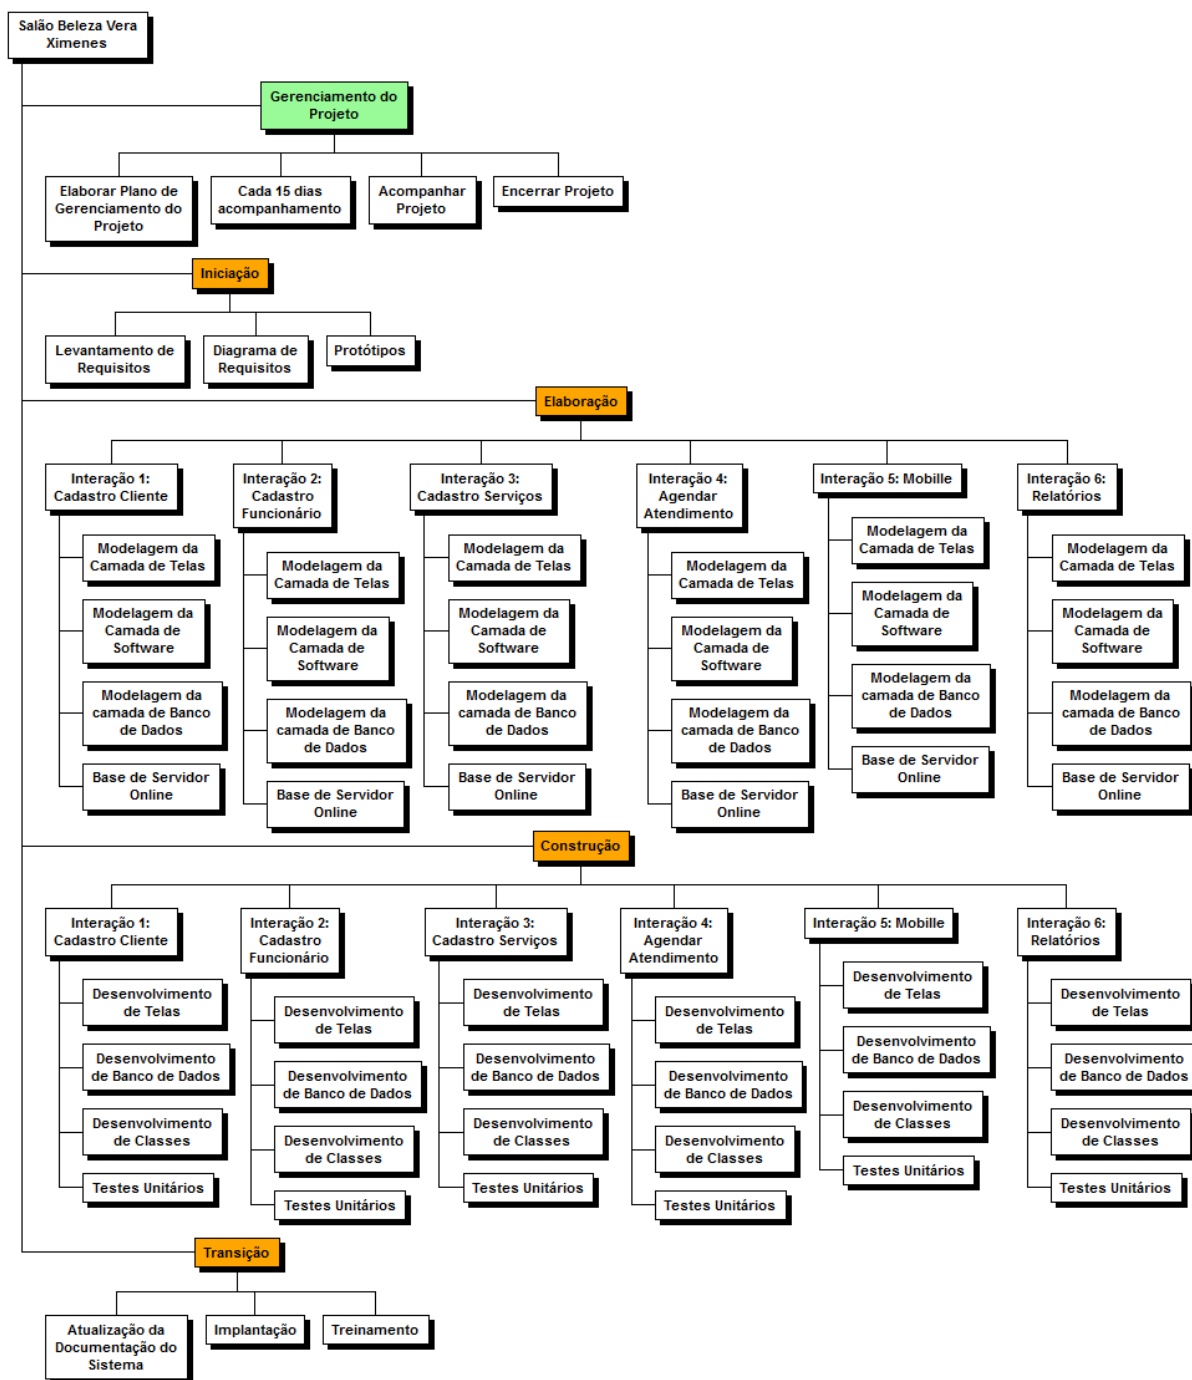 Salão Beleza Vera
Ximenes
Gerenciamento do
Projeto
Elaborar Plano de
Gerenciamento do
Projeto
Cada 15 dias
acompanhamento
Acompanhar
Projeto
Encerrar Projeto
Iniciação
Levantamento de
Requisitos
Diagrama de
Requisitos
Protótipos
Elaboração
Interação 1:
Cadastro Cliente
Modelagem da
Camada de Telas
Modelagem da
Camada de
Software
Modelagem da
camada de Banco
de Dados
Base de Servidor
Online
Interação 2:
Cadastro
Funcionário
Modelagem da
Camada de Telas
Modelagem da
Camada de
Software
Modelagem da
camada de Banco
de Dados
Base de Servidor
Online
Interação 3:
Cadastro Serviços
Modelagem da
Camada de Telas
Modelagem da
Camada de
Software
Modelagem da
camada de Banco
de Dados
Base de Servidor
Online
Interação 4:
Agendar
Atendimento
Modelagem da
Camada de Telas
Modelagem da
Camada de
Software
Modelagem da
camada de Banco
de Dados
Base de Servidor
Online
Interação 5: Mobille
Modelagem da
Camada de Telas
Modelagem da
Camada de
Software
Modelagem da
camada de Banco
de Dados
Base de Servidor
Online
Interação 6:
Relatórios
Modelagem da
Camada de Telas
Modelagem da
Camada de
Software
Modelagem da
camada de Banco
de Dados
Base de Servidor
Online
Construção
Interação 1:
Cadastro Cliente
Desenvolvimento
de Telas
Desenvolvimento
de Banco de Dados
Desenvolvimento
de Classes
Testes Unitários
Interação 2:
Cadastro
Funcionário
Desenvolvimento
de Telas
Desenvolvimento
de Banco de Dados
Desenvolvimento
de Classes
Testes Unitários
Interação 3:
Cadastro Serviços
Desenvolvimento
de Telas
Desenvolvimento
de Banco de Dados
Desenvolvimento
de Classes
Testes Unitários
Interação 4:
Agendar
Atendimento
Desenvolvimento
de Telas
Desenvolvimento
de Banco de Dados
Desenvolvimento
de Classes
Testes Unitários
Interação 5: Mobille
Desenvolvimento
de Telas
Desenvolvimento
de Banco de Dados
Desenvolvimento
de Classes
Testes Unitários
Interação 6:
Relatórios
Desenvolvimento
de Telas
Desenvolvimento
de Banco de Dados
Desenvolvimento
de Classes
Testes Unitários
Transição
Atualização da
Documentação do
Sistema
Implantação
Treinamento